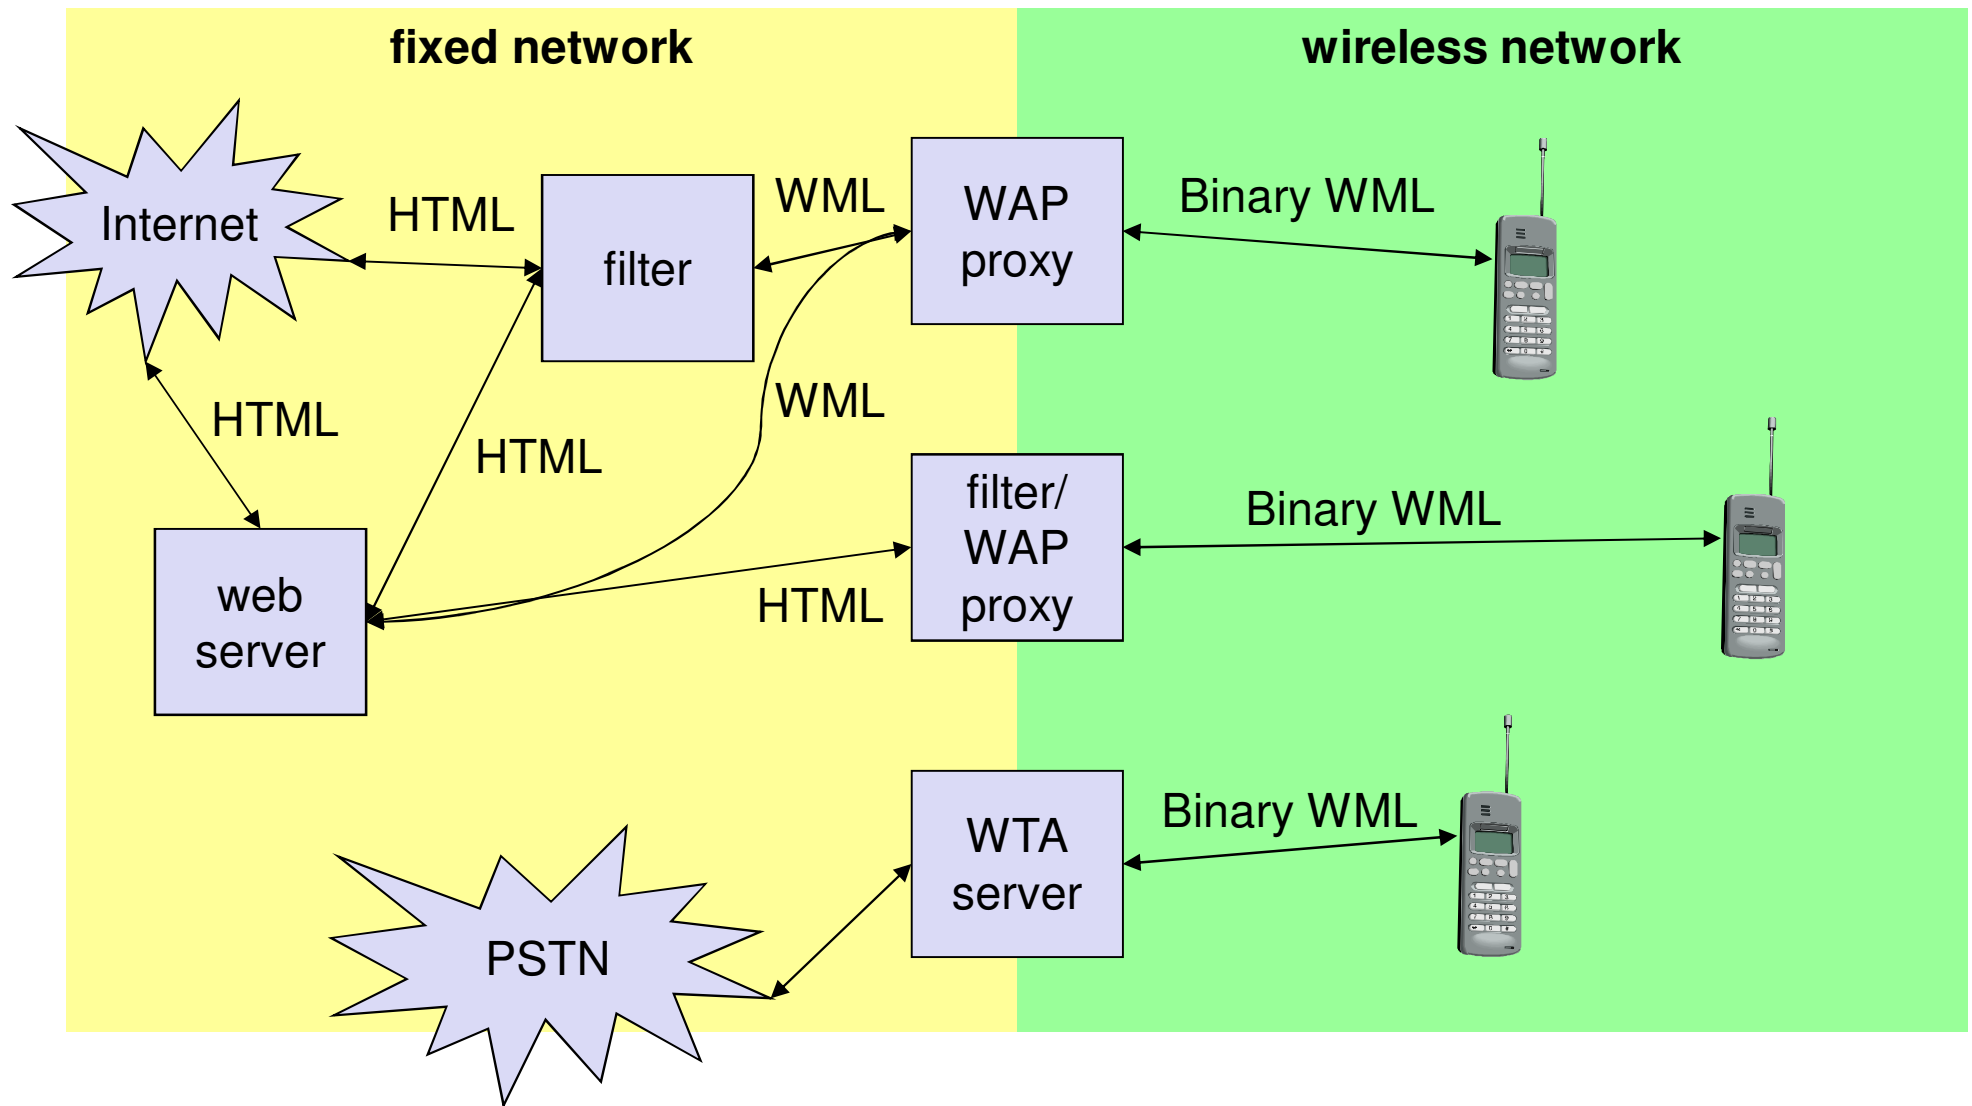 fixed network
wireless network
Internet
HTML
filter
WML
WAP
proxy
Binary WML
HTML
HTML
WML
web
server
HTML
filter/
WAP
proxy
Binary WML
PSTN
WTA
server
Binary WML